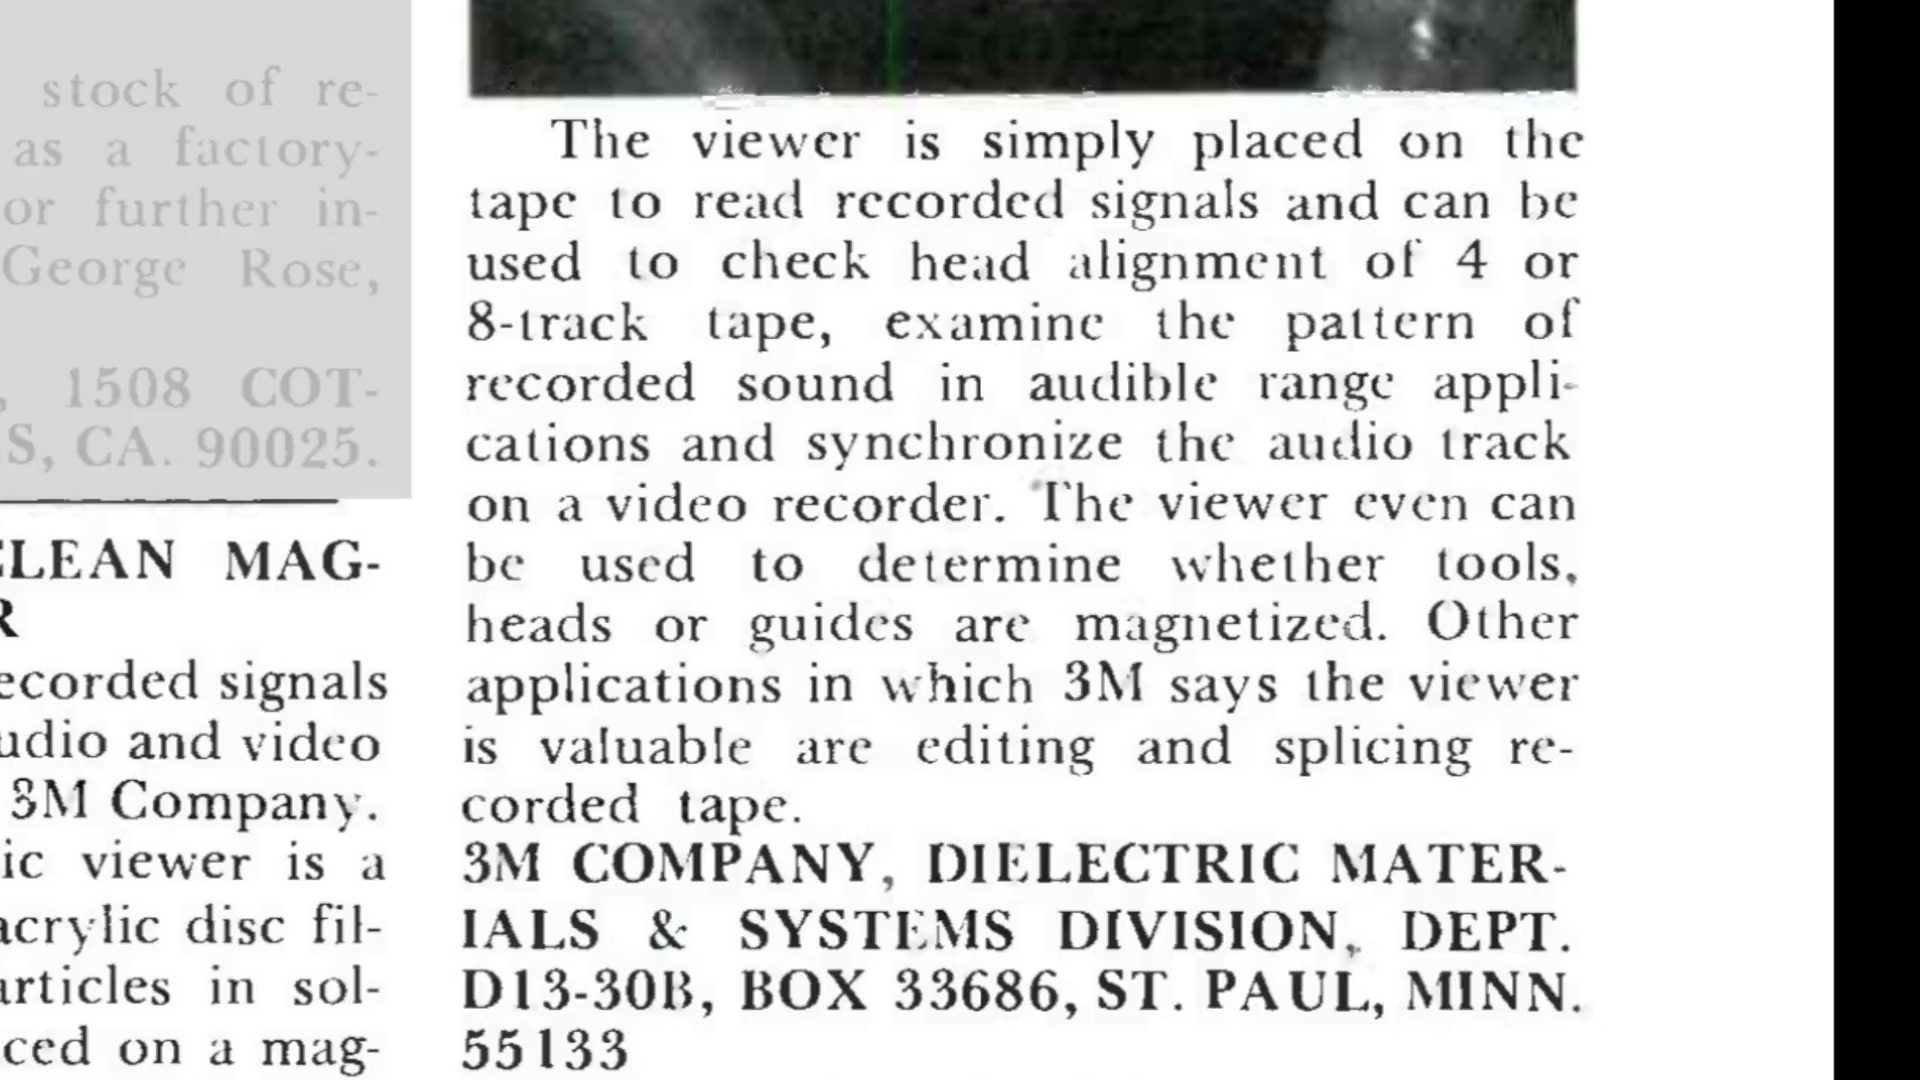 stock of re-
as a factory-
or further in-
George Rose,
, 1508 COT-
S, CA. 90025.
CLEAN MAG-
R
ecorded signals
udio and video
3M Company.
ic viewer is a
acrylic disc fil-
articles in sol-
ced on a mag-
The viewer is simply placed on the
tape to read recorded signals and can be
used to check head alignment of 4 or
8-track tape, examine the pattern of
recorded sound in audible range appli-
cations and synchronize the audio track
on a video recorder. The viewer even can
be used to determine whether tools,
heads or guides are magnetized. Other
applications in which 3M says the viewer
is valuable are editing and splicing re-
corded tape.
3M COMPANY, DIELECTRIC MATER-
IALS & SYSTEMS DIVISION, DEPT.
D13-30B, BOX 33686, ST. PAUL, MINN.
55133